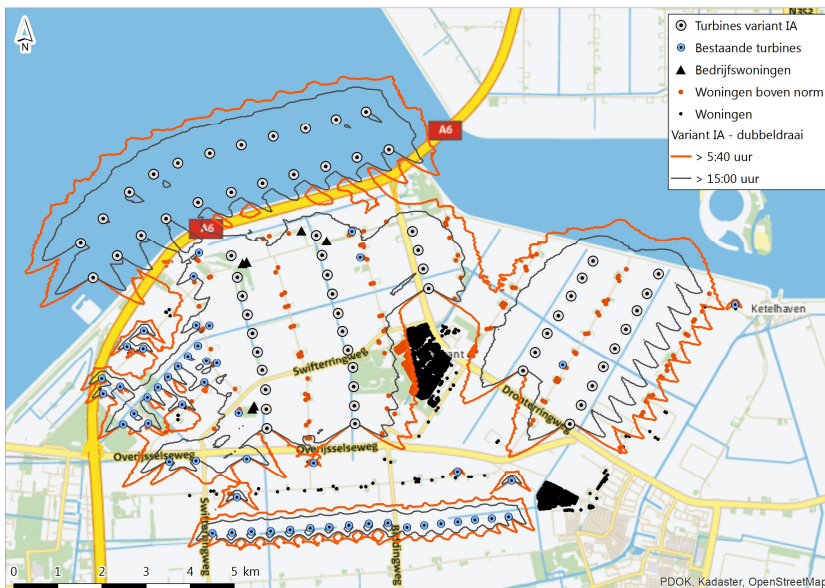 N352
N
Turbines variant IA
Bestaande turbines
Bedrijfswoningen
Woningen boven norm
Woningen
Variant IA - dubbeldraai
> 5:40 uur
> 15:00 uur
A6
A6
Ketelhaven
ant
Swifterringweg
Dronterringweg
Overijsselseweg
Overijsselseweg
Swifterringweg
0 1 2 3 4 5 km
PDOK, Kadaster, OpenStreetMap